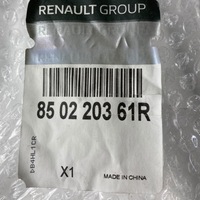 RENAULT GROUP
85 02 203 61R
X1
MADE IN CHINA